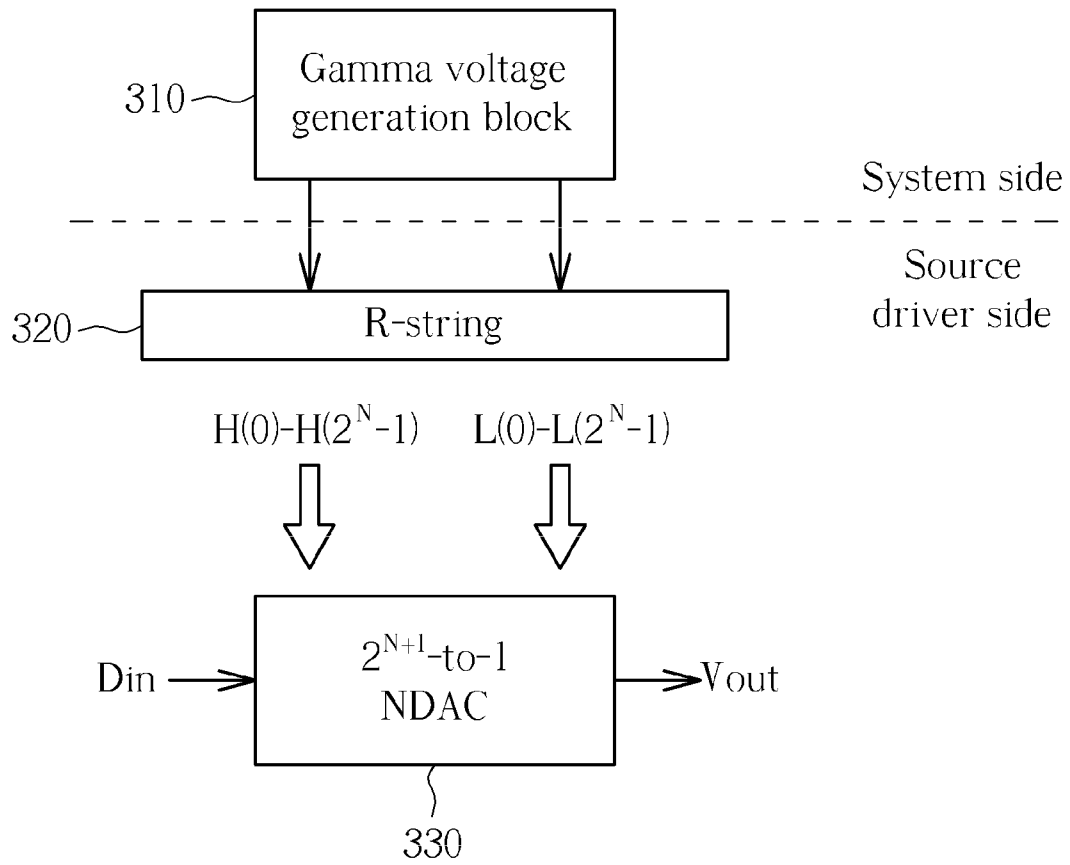 Gamma voltage
generation block
310
System side
Source
driver side
R-string
320
H(0)-H(2^N-1) L(0)-L(2^N-1)
2^{N+1}-to-1
NDAC
Din
Vout
330